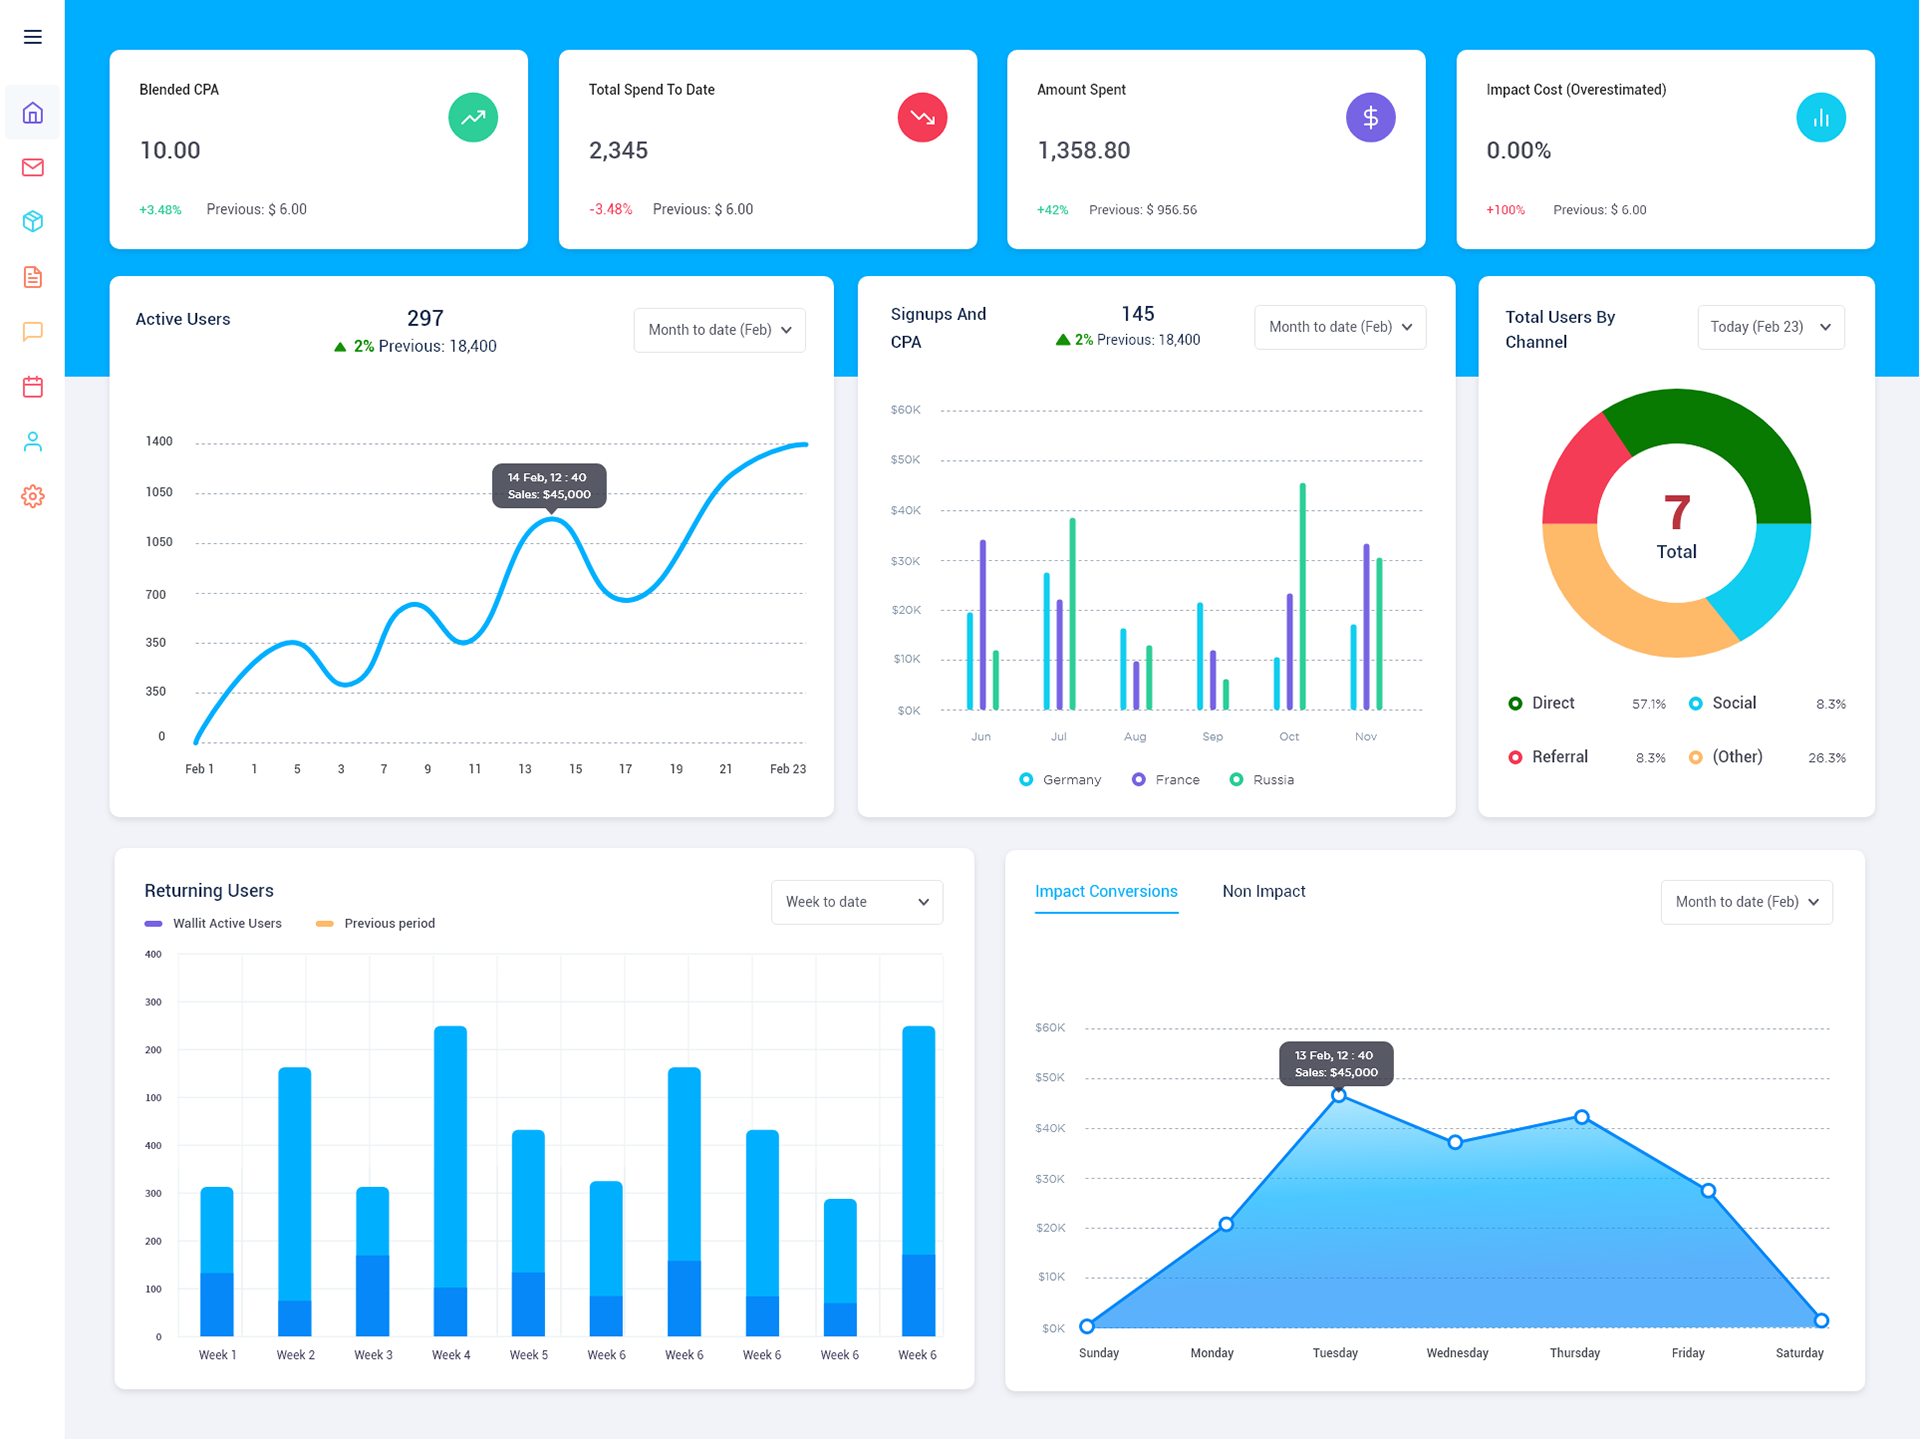 Blended CPA
10.00
+3.48% Previous: $ 6.00
Total Spend To Date
2,345
-3.48% Previous: $ 6.00
Amount Spent
1,358.80
+42% Previous: $ 956.56
Impact Cost (Overestimated)
0.00%
+100% Previous: $ 6.00
Active Users
297
2% Previous: 18,400
Month to date (Feb)
1400
1050
1050
700
350
350
0
14 Feb, 12 : 40
Sales: $45,000
Feb 1 1 5 3 7 9 11 13 15 17 19 21 Feb 23
Signups And
CPA
145
2% Previous: 18,400
Month to date (Feb)
$60K
$50K
$40K
$30K
$20K
$10K
$0K
Jun Jul Aug Sep Oct Nov
Germany France Russia
Total Users By
Channel
Today (Feb 23)
7
Total
Direct 57.1% Social 8.3%
Referral 8.3% (Other) 26.3%
Returning Users
Wallit Active Users Previous period
Week to date
400
300
200
100
400
300
200
100
0
Week 1 Week 2 Week 3 Week 4 Week 5 Week 6 Week 6 Week 6 Week 6 Week 6
Impact Conversions Non Impact
Month to date (Feb)
$60K
$50K
$40K
$30K
$20K
$10K
$0K
13 Feb, 12 : 40
Sales: $45,000
Sunday Monday Tuesday Wednesday Thursday Friday Saturday